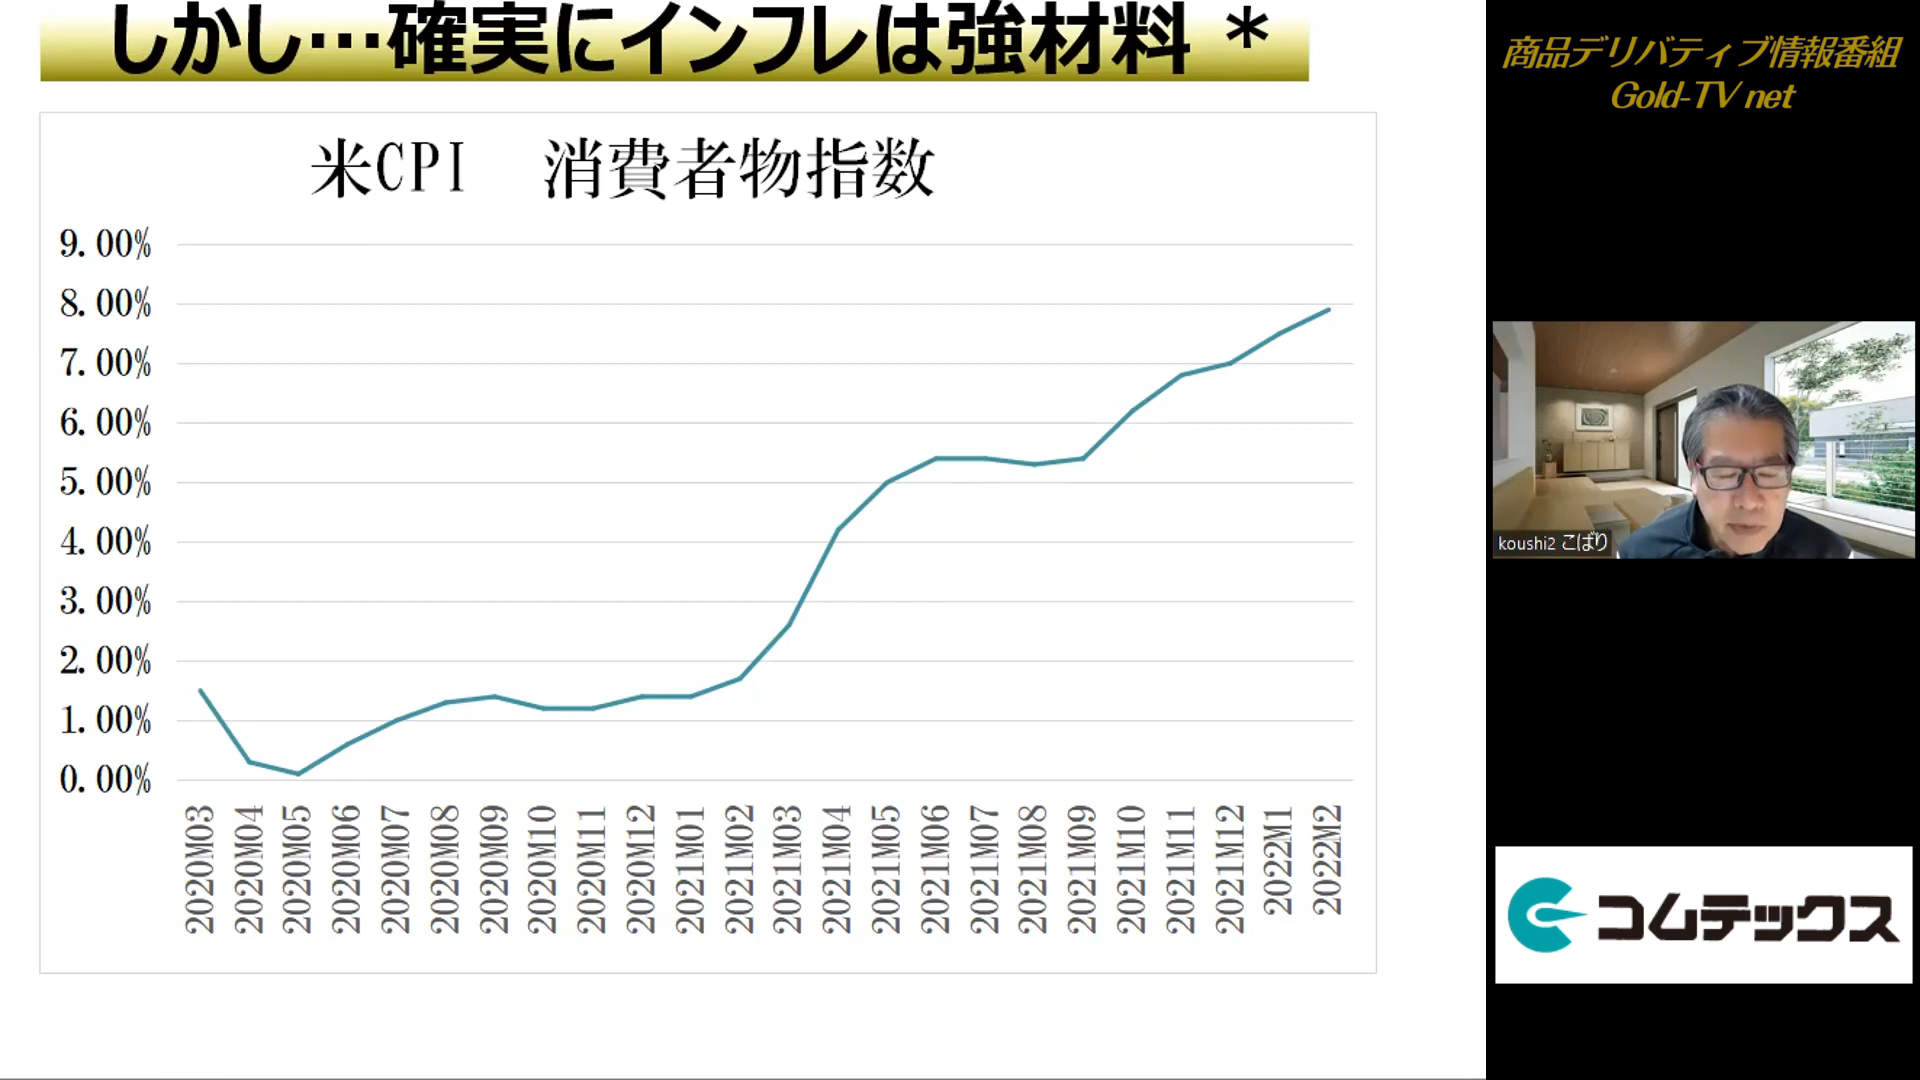 しかし…確実にインフレは強材料 *
米CPI 消費者物指数
9.00%
8.00%
7.00%
6.00%
5.00%
4.00%
3.00%
2.00%
1.00%
0.00%
2020M03
2020M04
2020M05
2020M06
2020M07
2020M08
2020M09
2020M10
2020M11
2020M12
2021M01
2021M02
2021M03
2021M04
2021M05
2021M06
2021M07
2021M08
2021M09
2021M10
2021M11
2021M12
2022M1
2022M2
商品デリバティブ情報番組
Gold-TV net
koushi2 こばり
コムテックス